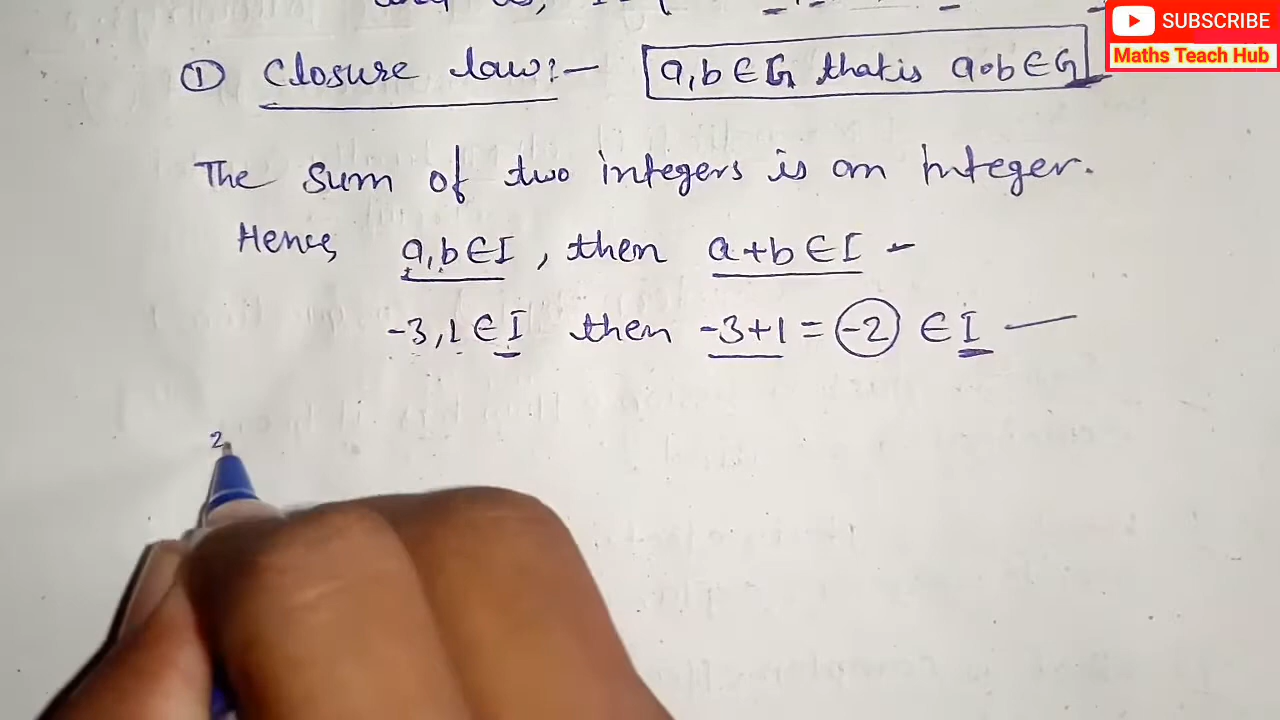 SUBSCRIBE
Maths Teach Hub
① Closure law:- a,b∈G that is a∘b∈G
The sum of two integers is an integer.
Hence, a,b∈I, then a+b∈I -
-3,1∈I then -3+1 = -2 ∈I —
2